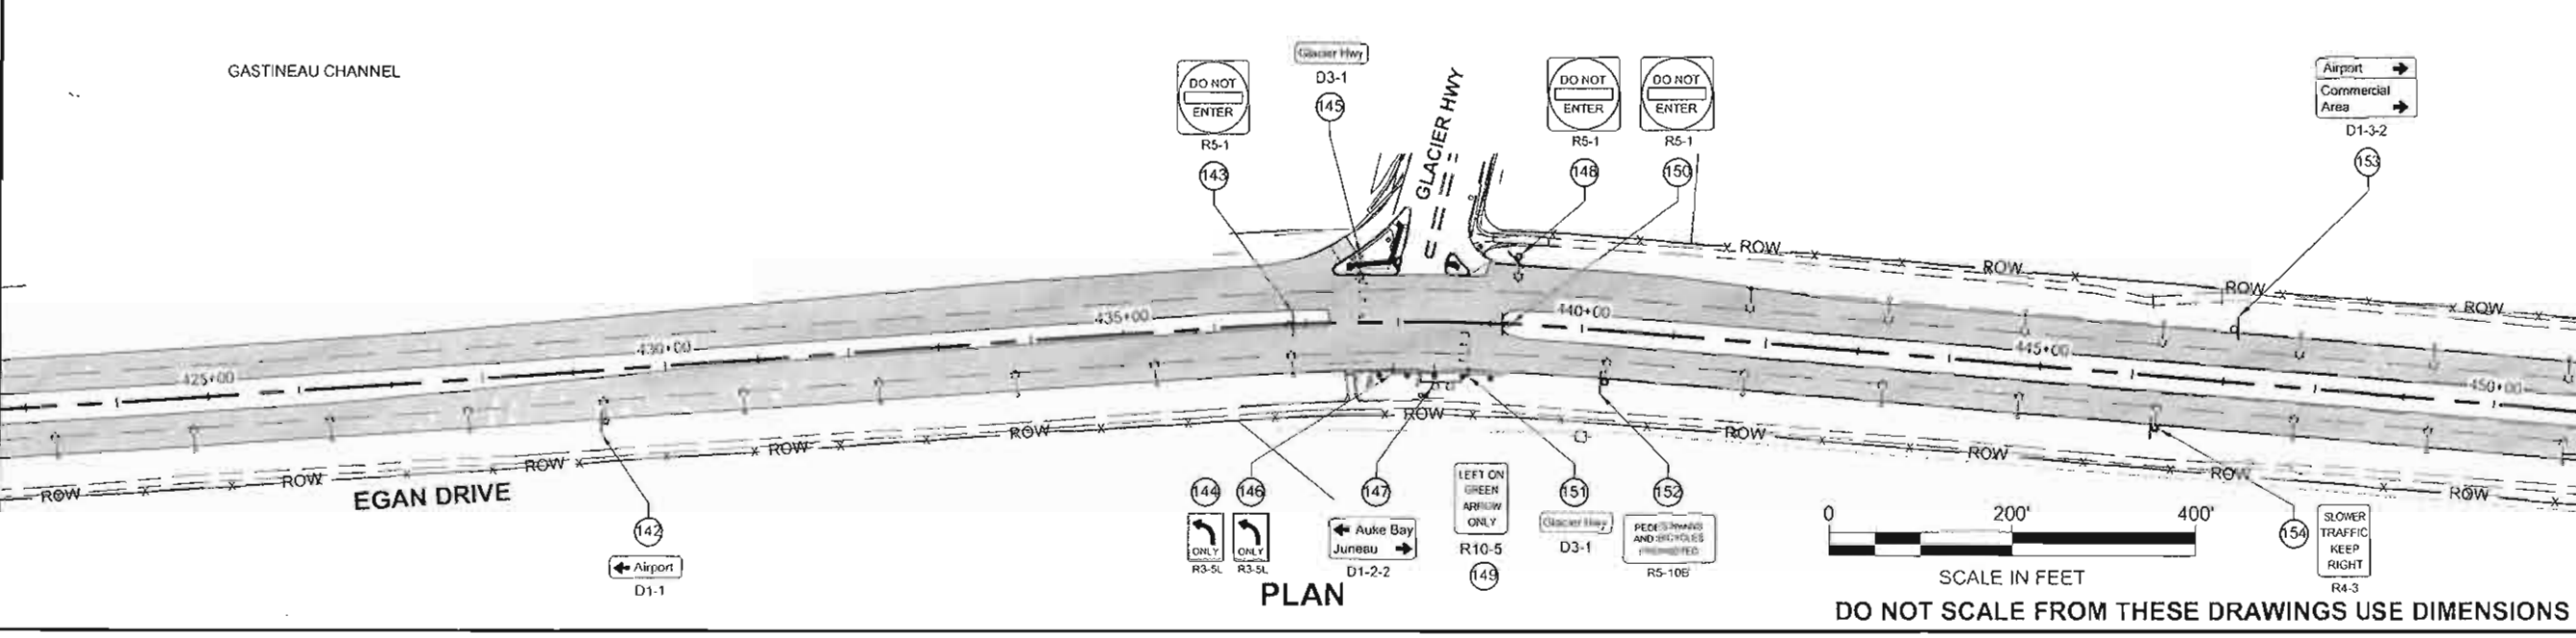 GASTINEAU CHANNEL
DO NOT
ENTER
R5-1
143
Glacier Hwy
D3-1
145
GLACIER HWY
DO NOT
ENTER
R5-1
148
DO NOT
ENTER
R5-1
150
Airport
Commercial
Area
D1-3-2
153
ROW
ROW
ROW
ROW
425+00
430+00
435+00
440+00
445+00
450+00
ROW
ROW
ROW
ROW
ROW
ROW
ROW
ROW
ROW
ROW
EGAN DRIVE
142
Airport
D1-1
144
ONLY
R3-5L
146
ONLY
R3-5L
147
Auke Bay
Juneau
D1-2-2
LEFT ON
GREEN
ARROW
ONLY
R10-5
149
151
Glacier Hwy
D3-1
152
PEDESTRIANS
AND BICYCLES
PROHIBITED
R5-10B
0 200' 400'
SCALE IN FEET
154
SLOWER
TRAFFIC
KEEP
RIGHT
R4-3
PLAN
DO NOT SCALE FROM THESE DRAWINGS USE DIMENSIONS